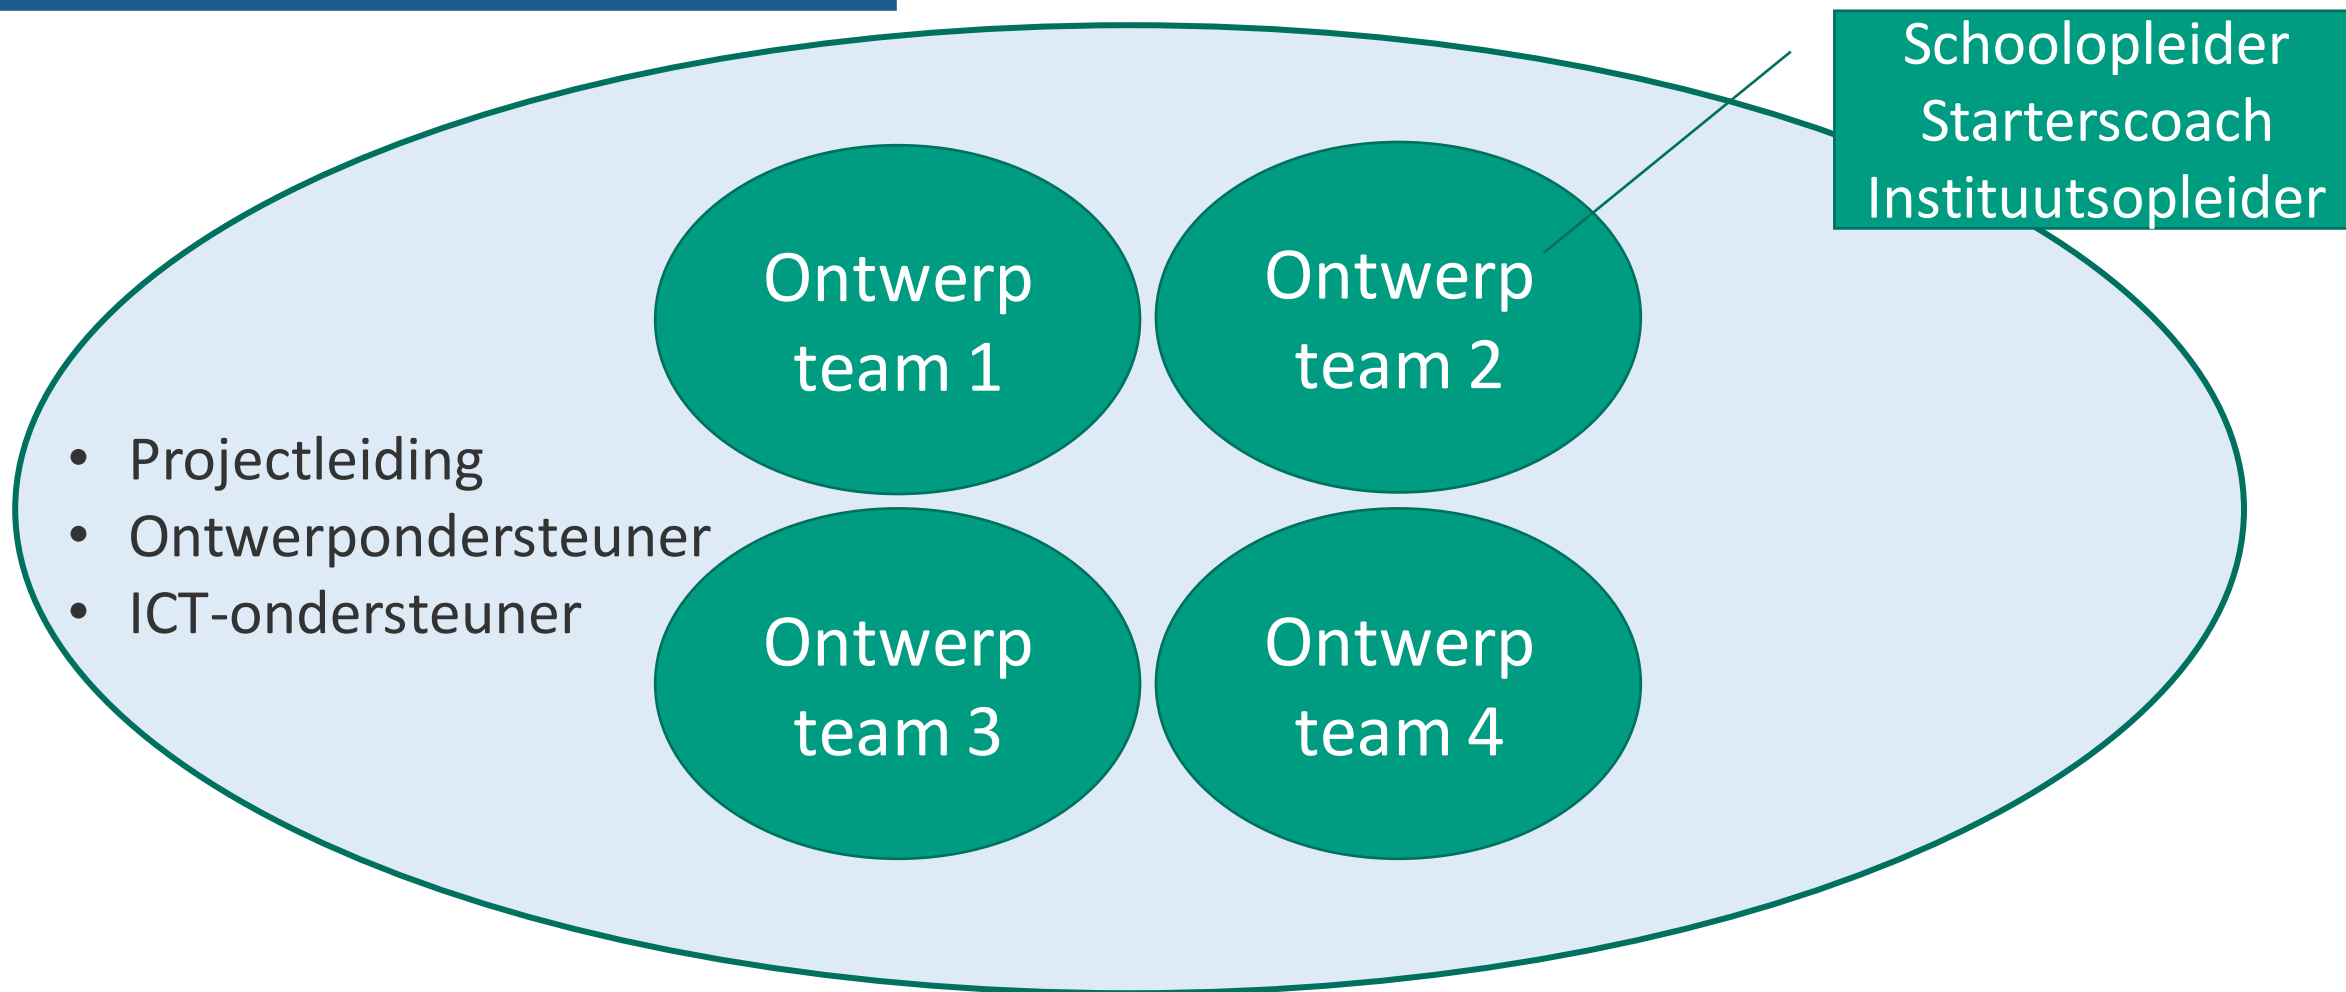 Schoolopleider
Starterscoach
Instituutsopleider
Ontwerp
team 1
Ontwerp
team 2
• Projectleiding
• Ontwerpondersteuner
• ICT-ondersteuner
Ontwerp
team 3
Ontwerp
team 4